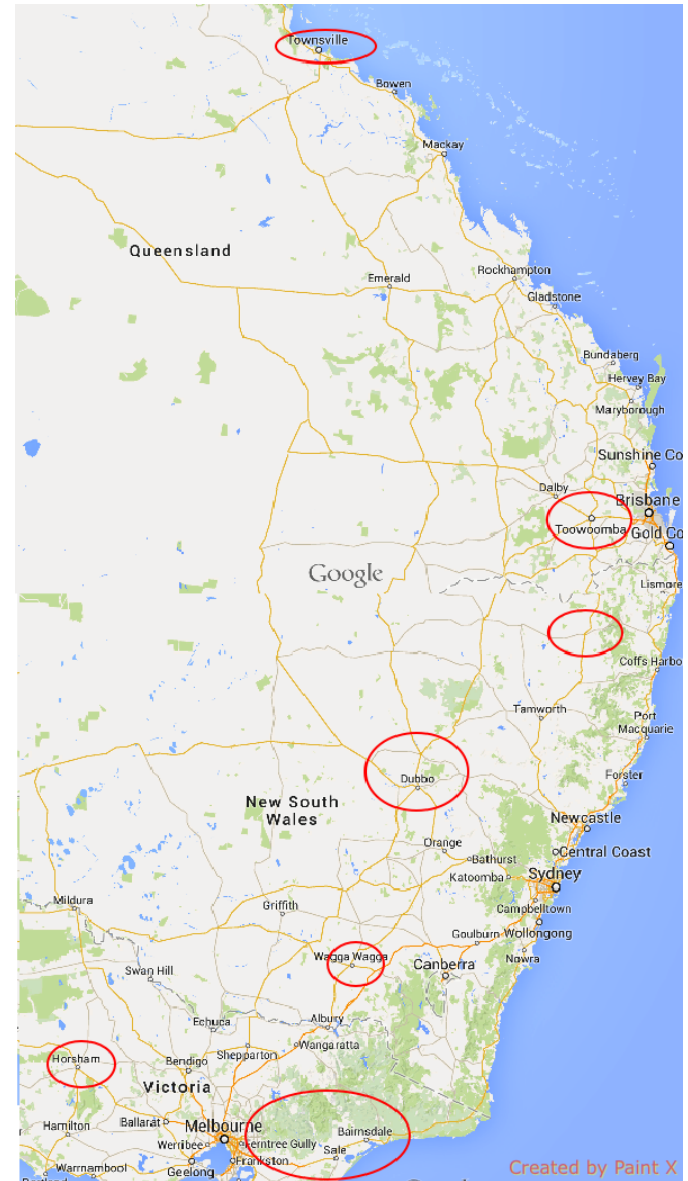 Townsville
Bowen
Mackay
Queensland
Emerald
Rockhampton
Gladstone
Bundaberg
Hervey Bay
Maryborough
Sunshine Co
Dalby
Brisbane
Toowoomba
Gold Co
Google
Lismore
Coffs Harbo
Tamworth
Port
Macquarie
Dubbo
Forster
New South
Wales
Newcastle
Orange
Bathurst
Central Coast
Katoomba
Sydney
Mildura
Griffith
Campbelltown
Goulburn
Wollongong
Wagga Wagga
Canberra
Nowra
Swan Hill
Echuca
Albury
Wangaratta
Horsham
Bendigo
Shepparton
Victoria
Hamilton
Ballarat
Melbourne
Bairnsdale
Werribee
Ferntree Gully
Sale
Frankston
Warrnambool
Geelong
Created by Paint X